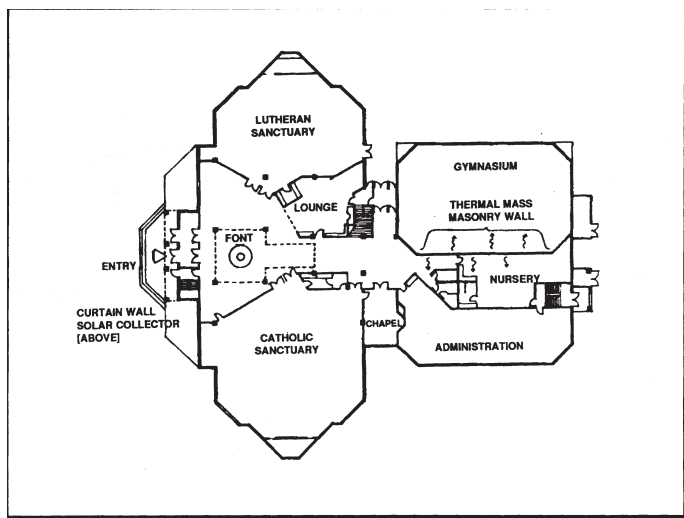 LUTHERAN
SANCTUARY
GYMNASIUM
THERMAL MASS
MASONRY WALL
LOUNGE
FONT
ENTRY
NURSERY
CURTAIN WALL
SOLAR COLLECTOR
[ABOVE]
CATHOLIC
SANCTUARY
CHAPEL
ADMINISTRATION